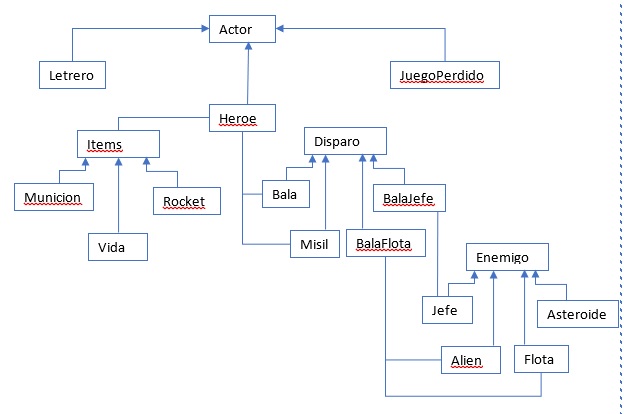 Actor
Letrero
JuegoPerdido
Heroe
Items
Disparo
Municion
Rocket
Bala
BalaJefe
Vida
Misil
BalaFlota
Enemigo
Jefe
Asteroide
Alien
Flota